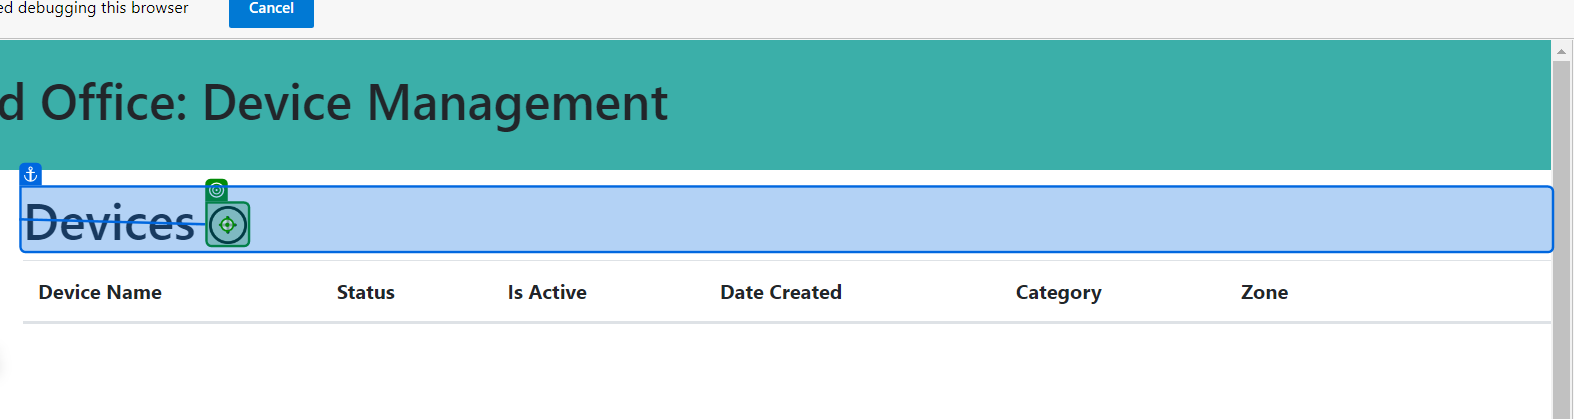 ed debugging this browser Cancel
d Office: Device Management
Devices
Device Name Status Is Active Date Created Category Zone